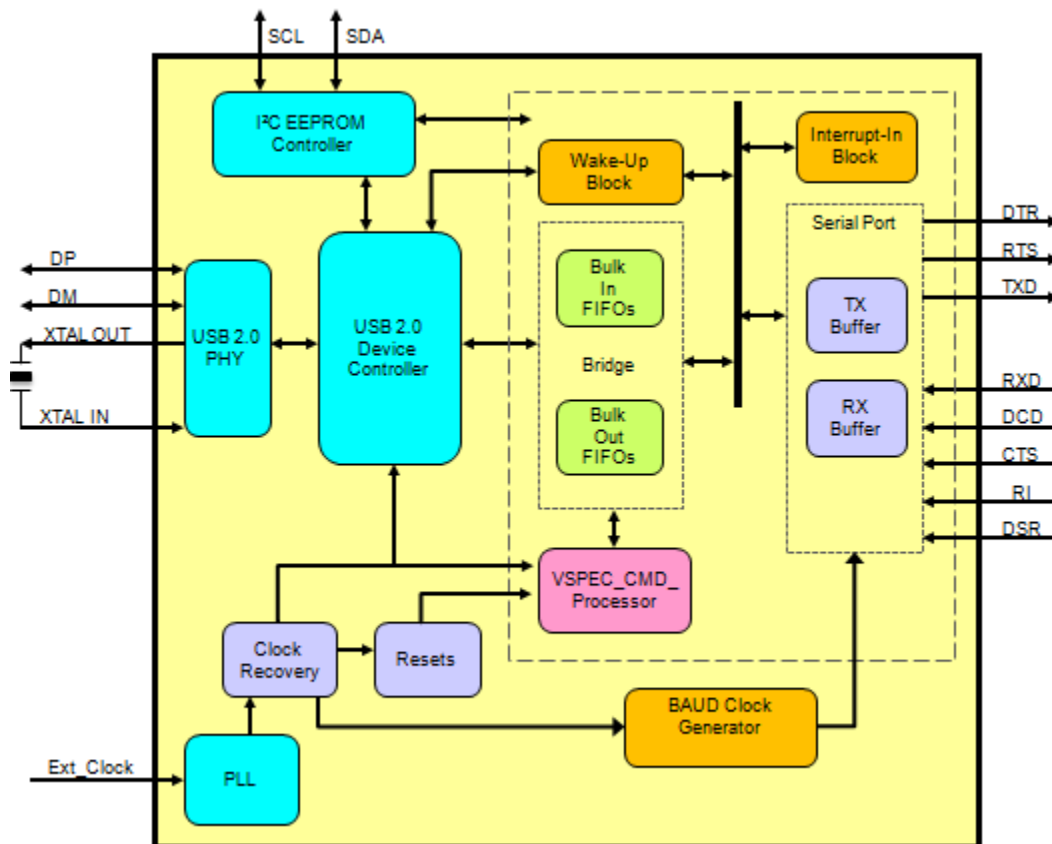 SCL
SDA
I²C EEPROM
Controller
Wake-Up
Block
Interrupt-In
Block
Serial Port
DTR
RTS
TXD
DP
DM
XTAL OUT
XTAL IN
USB 2.0
PHY
USB 2.0
Device
Controller
Bulk
In
FIFOs
Bridge
Bulk
Out
FIFOs
TX
Buffer
RX
Buffer
RXD
DCD
CTS
RI
DSR
VSPEC_CMD_
Processor
Clock
Recovery
Resets
BAUD Clock
Generator
Ext_Clock
PLL